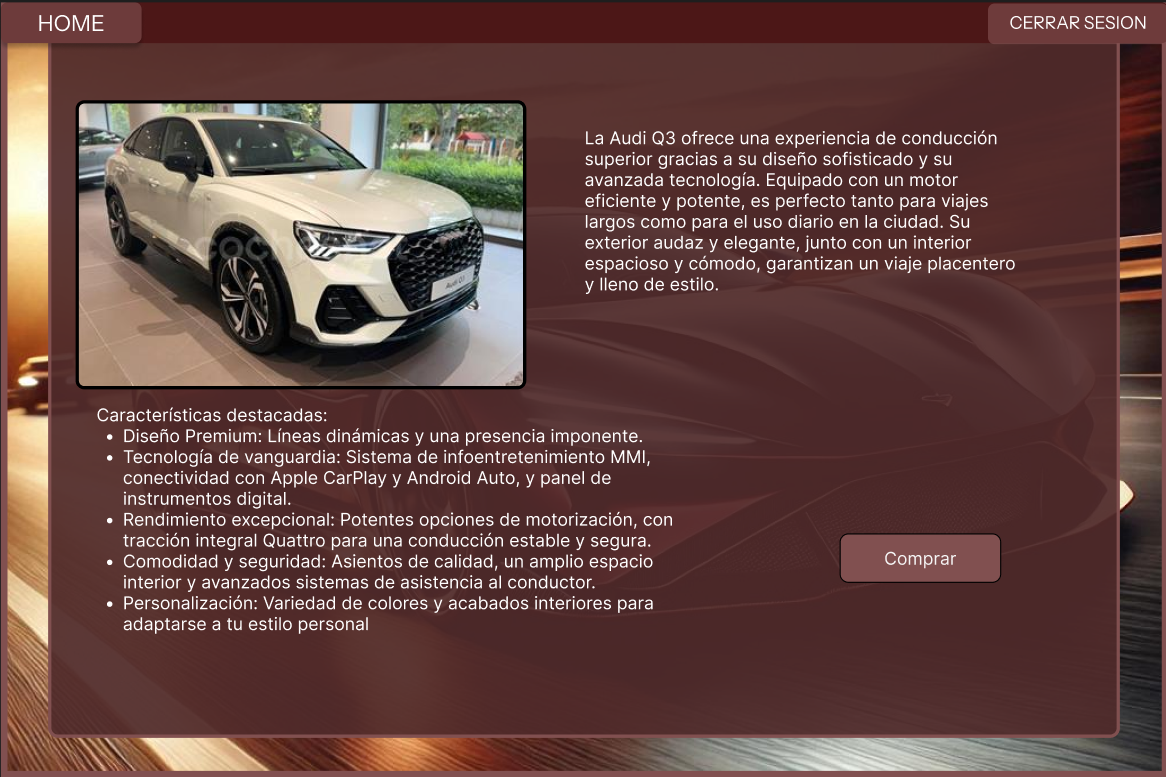 HOME
CERRAR SESION
La Audi Q3 ofrece una experiencia de conducción
superior gracias a su diseño sofisticado y su
avanzada tecnología. Equipado con un motor
eficiente y potente, es perfecto tanto para viajes
largos como para el uso diario en la ciudad. Su
exterior audaz y elegante, junto con un interior
espacioso y cómodo, garantizan un viaje placentero
y lleno de estilo.
Audi Q3
Características destacadas:
• Diseño Premium: Líneas dinámicas y una presencia imponente.
• Tecnología de vanguardia: Sistema de infoentretenimiento MMI,
conectividad con Apple CarPlay y Android Auto, y panel de
instrumentos digital.
• Rendimiento excepcional: Potentes opciones de motorización, con
tracción integral Quattro para una conducción estable y segura.
• Comodidad y seguridad: Asientos de calidad, un amplio espacio
interior y avanzados sistemas de asistencia al conductor.
• Personalización: Variedad de colores y acabados interiores para
adaptarse a tu estilo personal
Comprar